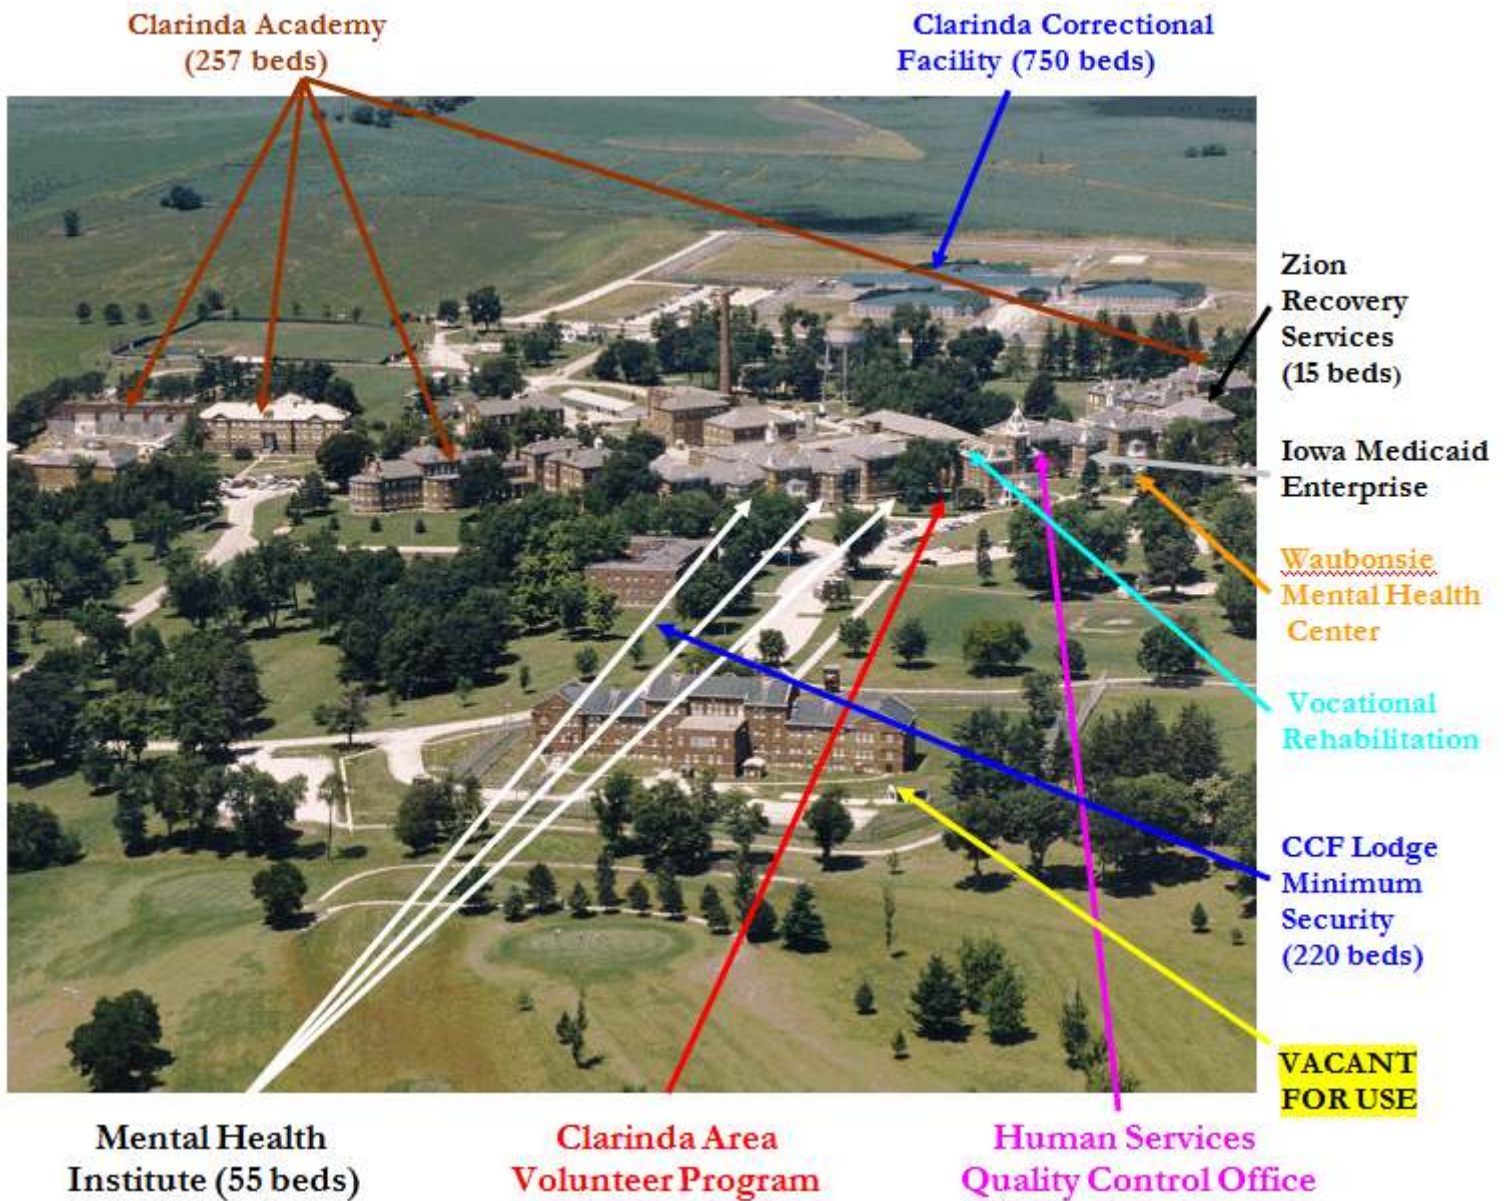 Clarinda Academy
(257 beds)
Clarinda Correctional
Facility (750 beds)
Zion
Recovery
Services
(15 beds)
Iowa Medicaid
Enterprise
Waubonsie
Mental Health
Center
Vocational
Rehabilitation
CCF Lodge
Minimum
Security
(220 beds)
VACANT
FOR USE
Mental Health
Institute (55 beds)
Clarinda Area
Volunteer Program
Human Services
Quality Control Office